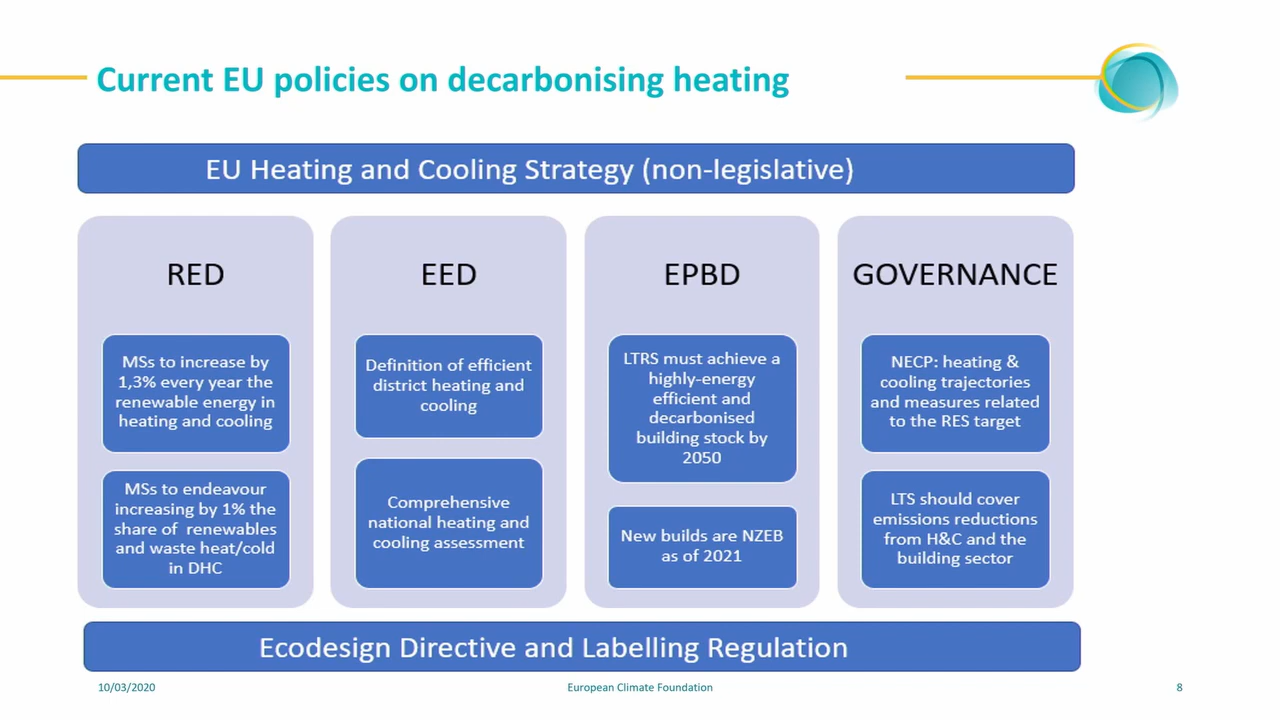 Current EU policies on decarbonising heating
EU Heating and Cooling Strategy (non-legislative)
RED
MSs to increase by
1,3% every year the
renewable energy in
heating and cooling
MSs to endeavour
increasing by 1% the
share of renewables
and waste heat/cold
in DHC
EED
Definition of efficient
district heating and
cooling
Comprehensive
national heating and
cooling assessment
EPBD
LTRS must achieve a
highly-energy
efficient and
decarbonised
building stock by
2050
New builds are NZEB
as of 2021
GOVERNANCE
NECP: heating &
cooling trajectories
and measures related
to the RES target
LTS should cover
emissions reductions
from H&C and the
building sector
Ecodesign Directive and Labelling Regulation
10/03/2020
European Climate Foundation
8